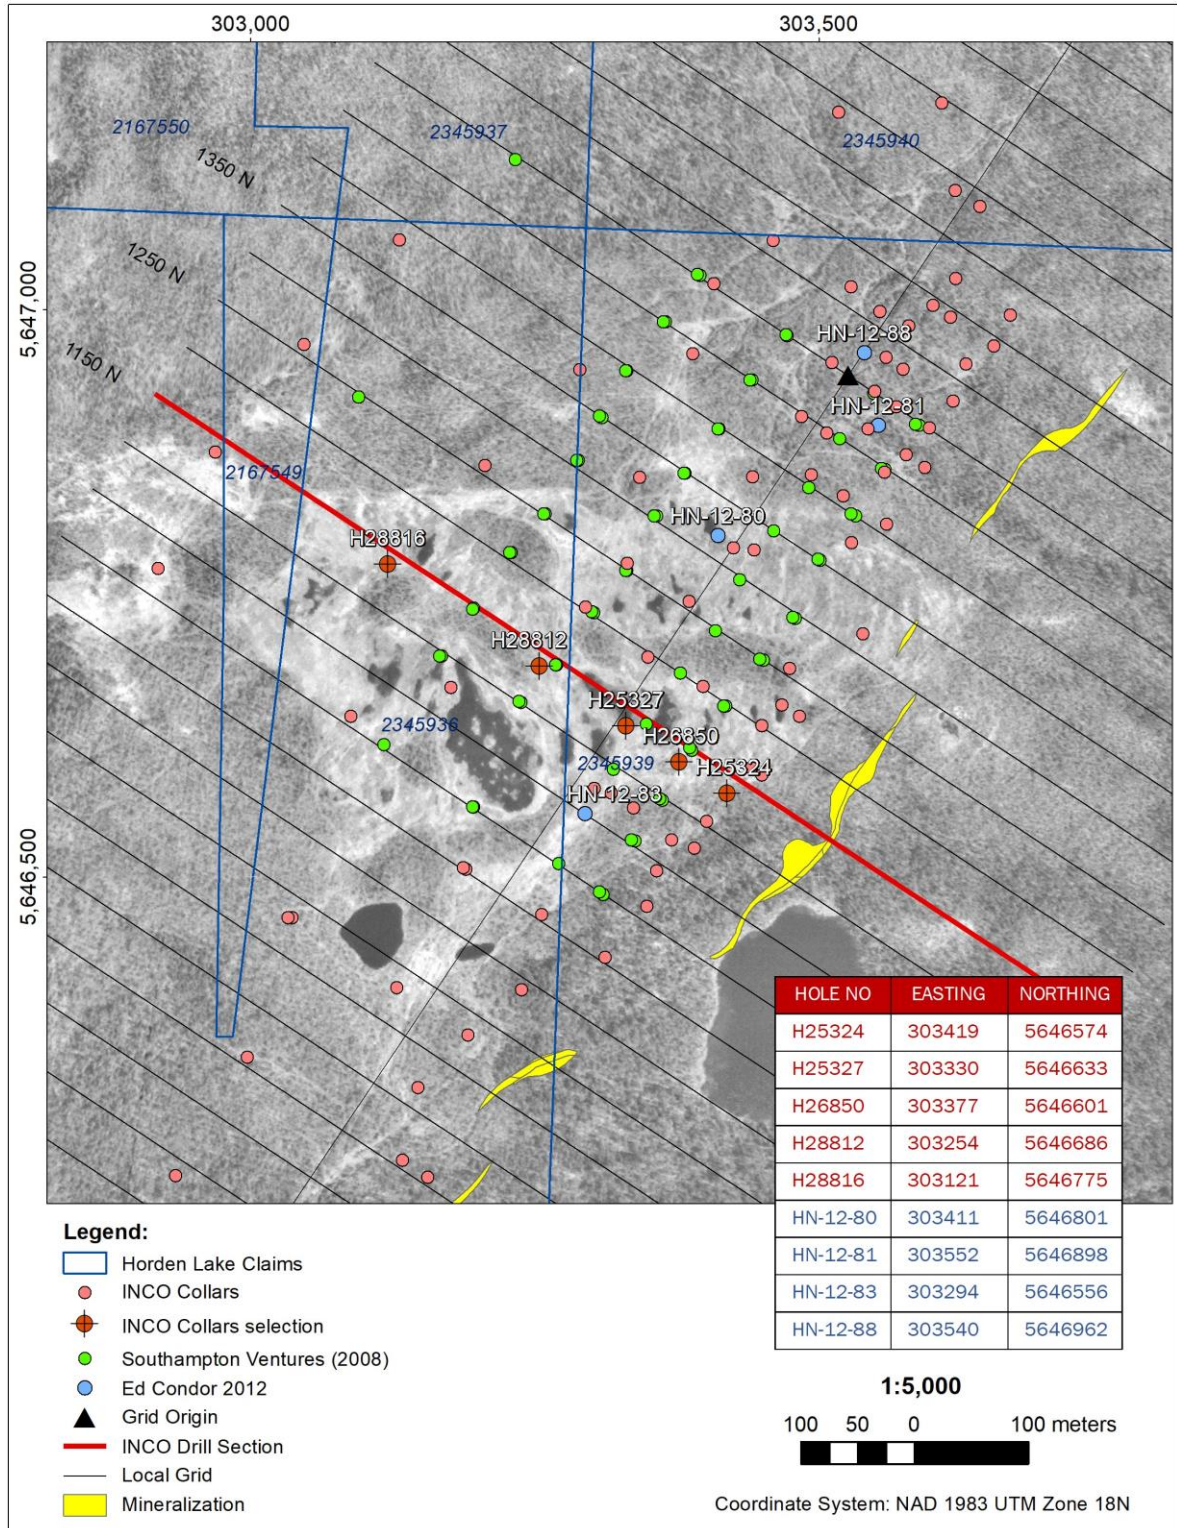 303,000
303,500
2167550
2345937
2345940
1350 N
1250 N
5,647,000
HN-12-88
1150 N
HN-12-81
2167549
HN-12-80
H28816
H28812
H25327
2345936
H26850
2345939
H25324
HN-12-83
5,646,500
HOLE NO EASTING NORTHING
H25324 303419 5646574
H25327 303330 5646633
H26850 303377 5646601
H28812 303254 5646686
H28816 303121 5646775
HN-12-80 303411 5646801
HN-12-81 303552 5646898
HN-12-83 303294 5646556
HN-12-88 303540 5646962
Legend:
Horden Lake Claims
INCO Collars
INCO Collars selection
Southampton Ventures (2008)
Ed Condor 2012
Grid Origin
INCO Drill Section
Local Grid
Mineralization
1:5,000
100 50 0 100 meters
Coordinate System: NAD 1983 UTM Zone 18N